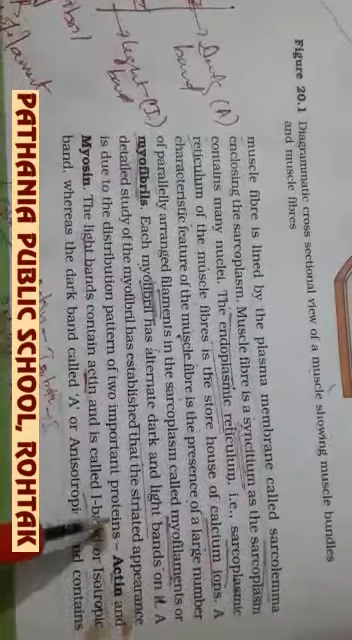 Figure 20.1 Diagrammatic cross sectional view of a muscle showing muscle bundles
and muscle fibres
muscle fibre is lined by the plasma membrane called sarcolemma
enclosing the sarcoplasm. Muscle fibre is a syncitium as the sarcoplasm
contains many nuclei. The endoplasmic reticulum, i.e., sarcoplasmic
reticulum of the muscle fibres is the store house of calcium ions. A
characteristic feature of the muscle fibre is the presence of a large number
of parallelly arranged filaments in the sarcoplasm called myofilaments or
myofibrils. Each myofibril has alternate dark and light bands on it. A
detailed study of the myofibril has established that the striated appearance
is due to the distribution pattern of two important proteins – Actin and
Myosin. The light bands contain actin and is called I-band or Isotropic
band, whereas the dark band called 'A' or Anisotropic contains
Dark (A)
band
Light (I)
band
PATHANIA PUBLIC SCHOOL, ROHTAK